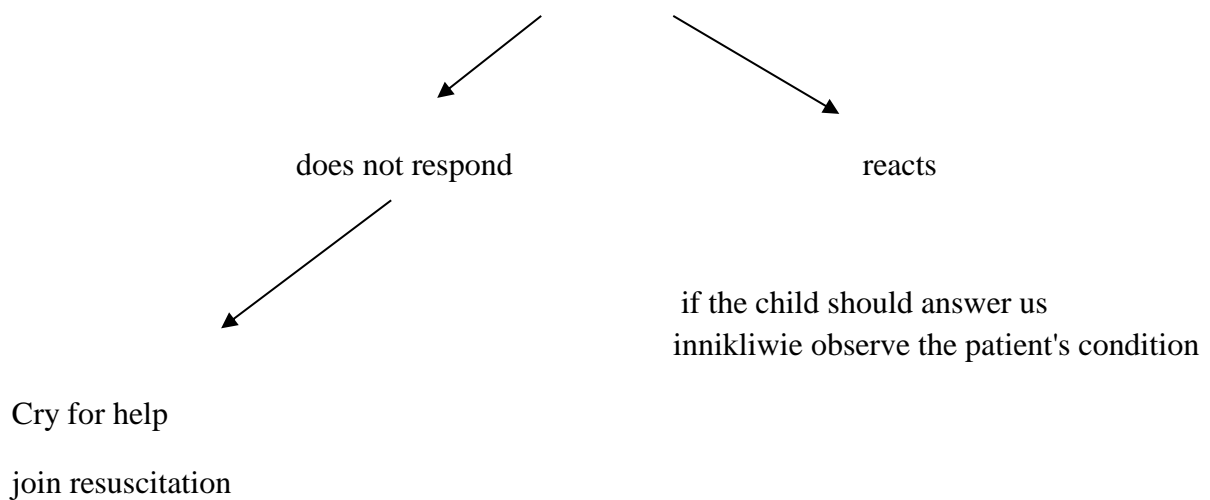 does not respond
reacts
if the child should answer us
innikliwie observe the patient's condition
Cry for help
join resuscitation